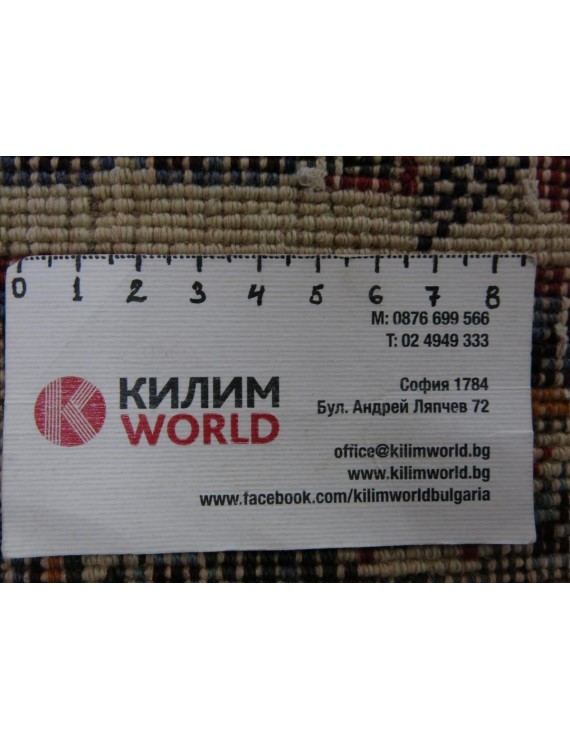 0 1 2 3 4 5 6 7 8
M: 0876 699 566
T: 02 4949 333
КИЛИМ
WORLD
София 1784
Бул. Андрей Ляпчев 72
office@kilimworld.bg
www.kilimworld.bg
www.facebook.com/kilimworldbulgaria